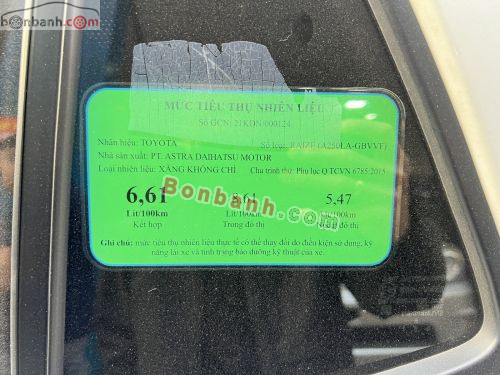 bonbanh.com
MỨC TIÊU THỤ NHIÊN LIỆU
Số GCN: 21KDN/000124
Nhãn hiệu: TOYOTA Số loại: RAIZE (A250LA-GBVVF)
Nhà sản xuất: PT. ASTRA DAIHATSU MOTOR
Loại nhiên liệu: XĂNG KHÔNG CHÌ Chu trình thử: Phụ lục Q TCVN 6785:2015
6,61 8,61 5,47
Bonbanh.com
Lít/100km Lít/100km Lít/100km
Kết hợp Trong đô thị Ngoài đô thị
Ghi chú: mức tiêu thụ nhiên liệu thực tế có thể thay đổi do điều kiện sử dụng, kỹ
năng lái xe và tình trạng bảo dưỡng kỹ thuật của xe.